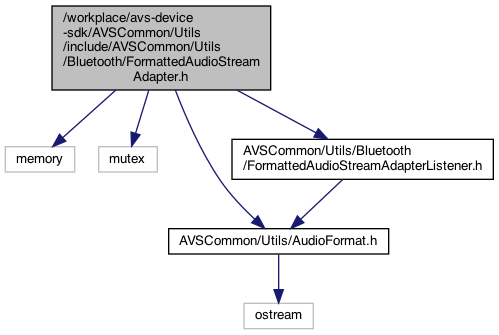 /workplace/avs-device
-sdk/AVSCommon/Utils
/include/AVSCommon/Utils
/Bluetooth/FormattedAudioStream
Adapter.h
memory
mutex
AVSCommon/Utils/Bluetooth
/FormattedAudioStreamAdapterListener.h
AVSCommon/Utils/AudioFormat.h
ostream